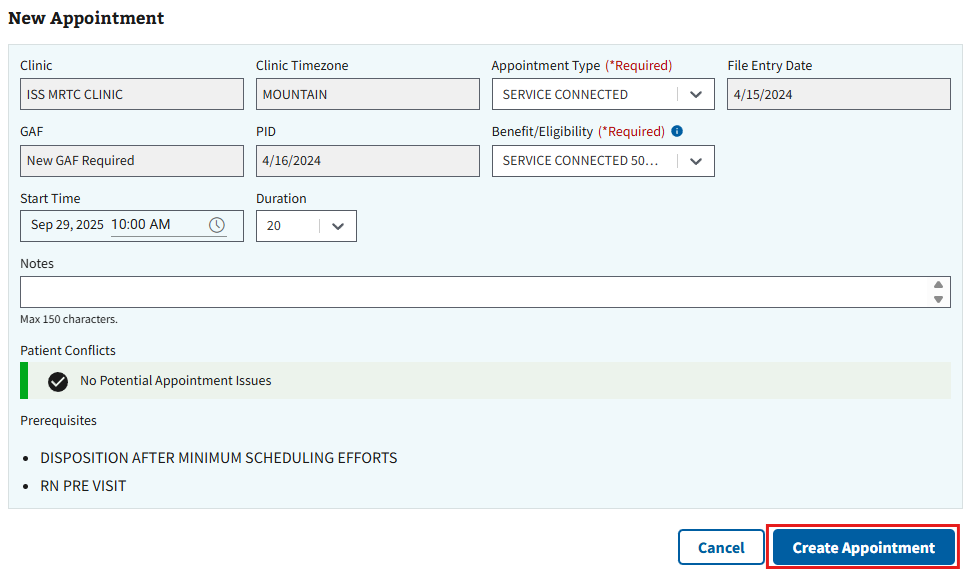 New Appointment
Clinic
Clinic Timezone
Appointment Type (*Required)
File Entry Date
ISS MRTC CLINIC
MOUNTAIN
SERVICE CONNECTED
4/15/2024
GAF
PID
Benefit/Eligibility (*Required)
New GAF Required
4/16/2024
SERVICE CONNECTED 50...
Start Time
Duration
Sep 29, 2025 10:00 AM
20
Notes
Max 150 characters.
Patient Conflicts
No Potential Appointment Issues
Prerequisites
• DISPOSITION AFTER MINIMUM SCHEDULING EFFORTS
• RN PRE VISIT
Cancel
Create Appointment